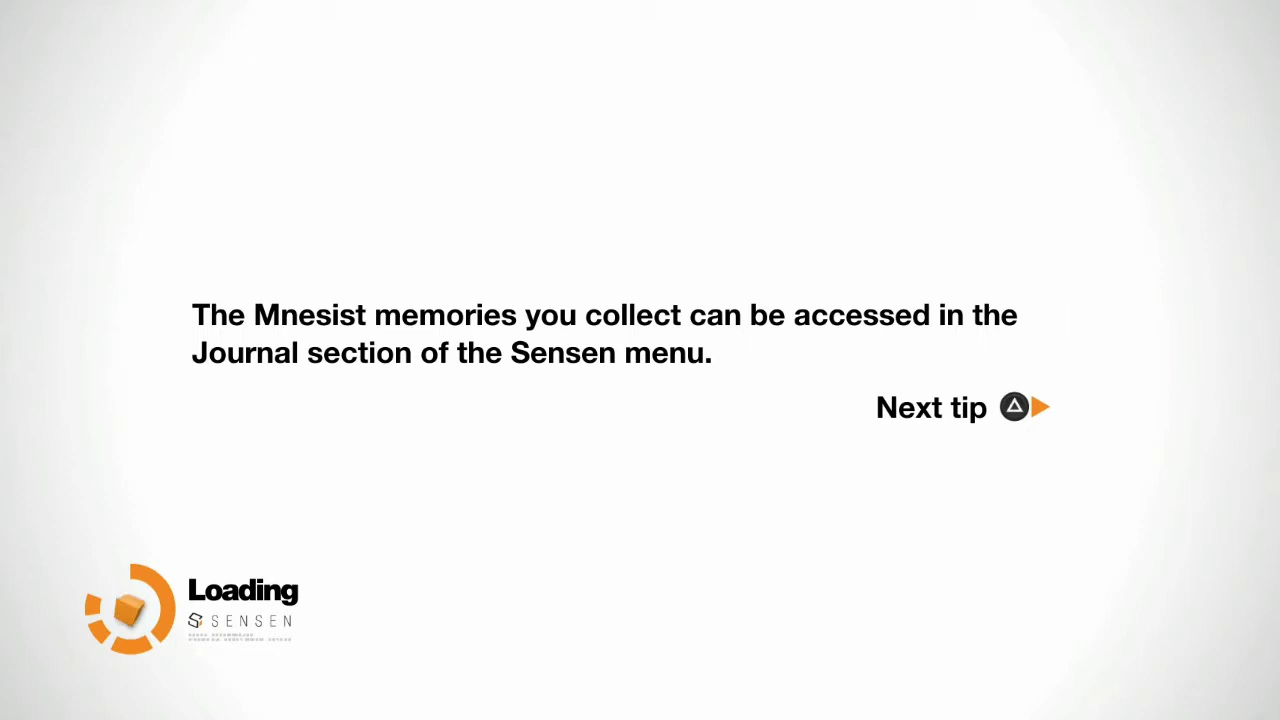 The Mnesist memories you collect can be accessed in the
Journal section of the Sensen menu.
Next tip
Loading
SENSEN